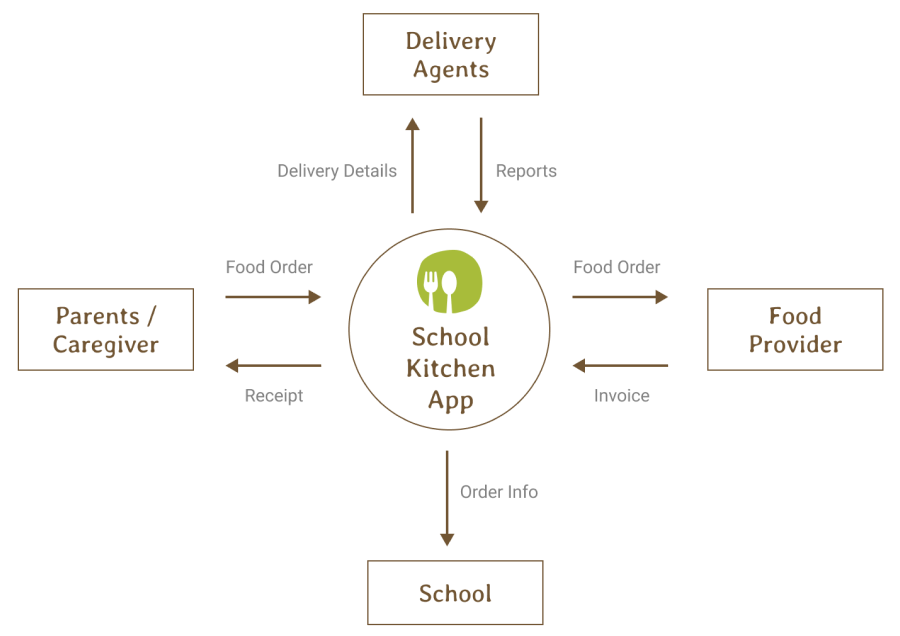 Delivery
Agents
Delivery Details
Reports
Food Order
Food Order
Parents /
Caregiver
School
Kitchen
App
Food
Provider
Receipt
Invoice
Order Info
School